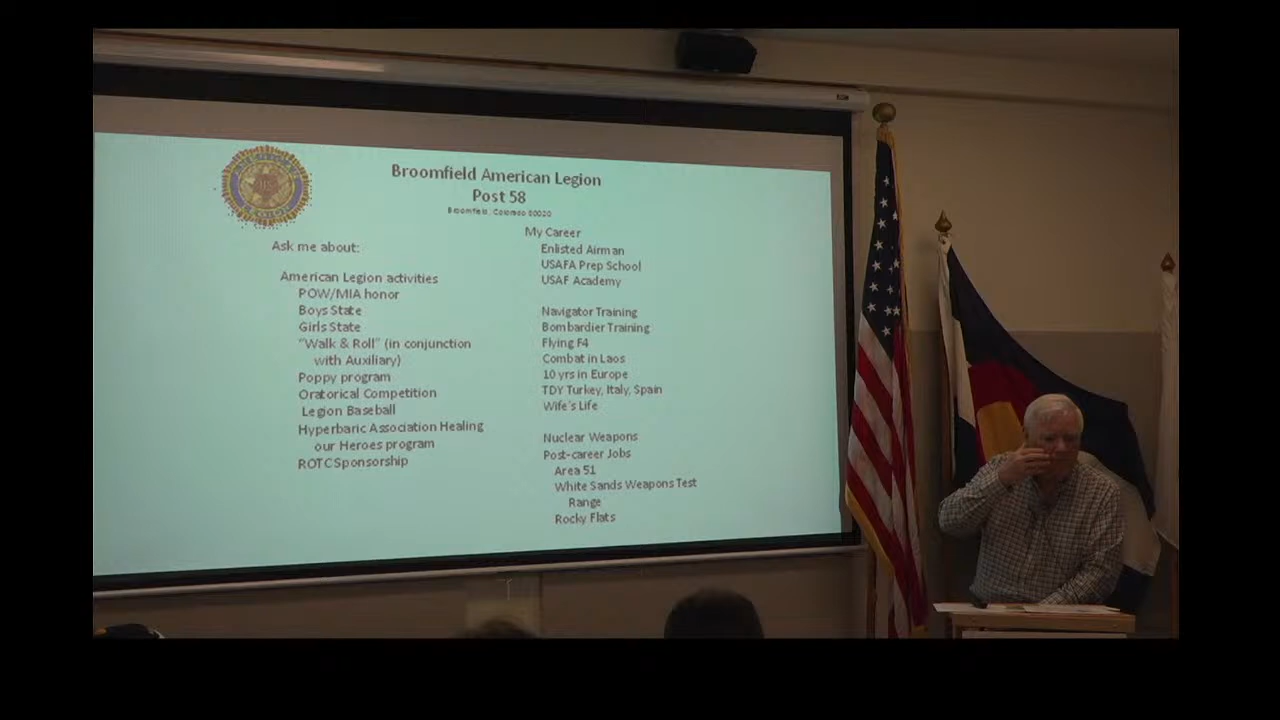 Broomfield American Legion
Post 58
Broomfield, Colorado 80020
Ask me about:
American Legion activities
POW/MIA honor
Boys State
Girls State
"Walk & Roll" (in conjunction
with Auxiliary)
Poppy program
Oratorical Competition
Legion Baseball
Hyperbaric Association Healing
our Heroes program
ROTC Sponsorship
My Career
Enlisted Airman
USAFA Prep School
USAF Academy
Navigator Training
Bombardier Training
Flying F4
Combat in Laos
10 yrs in Europe
TDY Turkey, Italy, Spain
Wife's Life
Nuclear Weapons
Post-career Jobs
Area 51
White Sands Weapons Test
Range
Rocky Flats